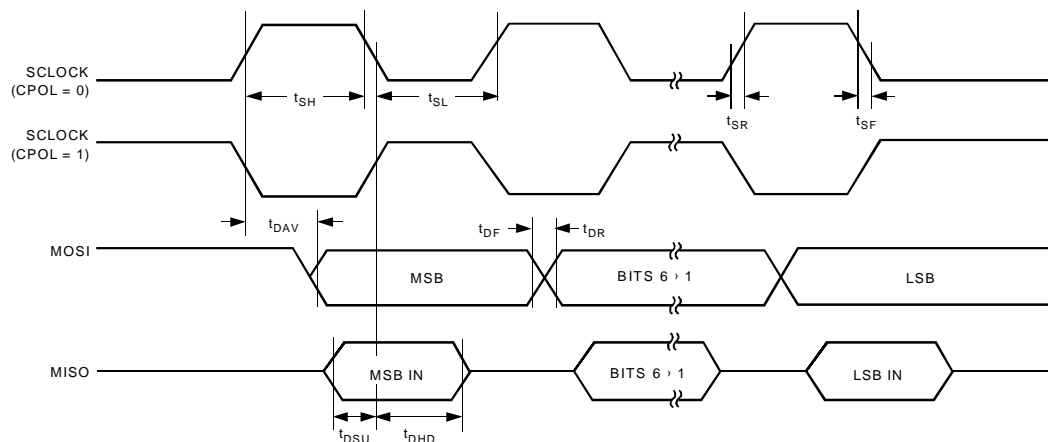 SCLOCK
(CPOL = 0)
tSH
tSL
tSR
tSF
SCLOCK
(CPOL = 1)
tDAV
tDF
tDR
MOSI
MSB
BITS 6 › 1
LSB
MISO
MSB IN
BITS 6 › 1
LSB IN
tDSU
tDHD